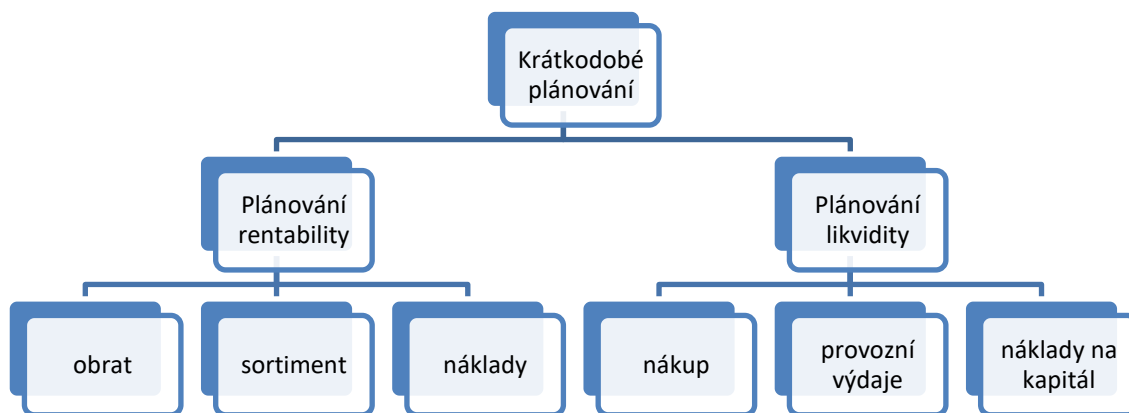 Krátkodobé
plánování
Plánování
rentability
Plánování
likvidity
obrat
sortiment
náklady
nákup
provozní
výdaje
náklady na
kapitál